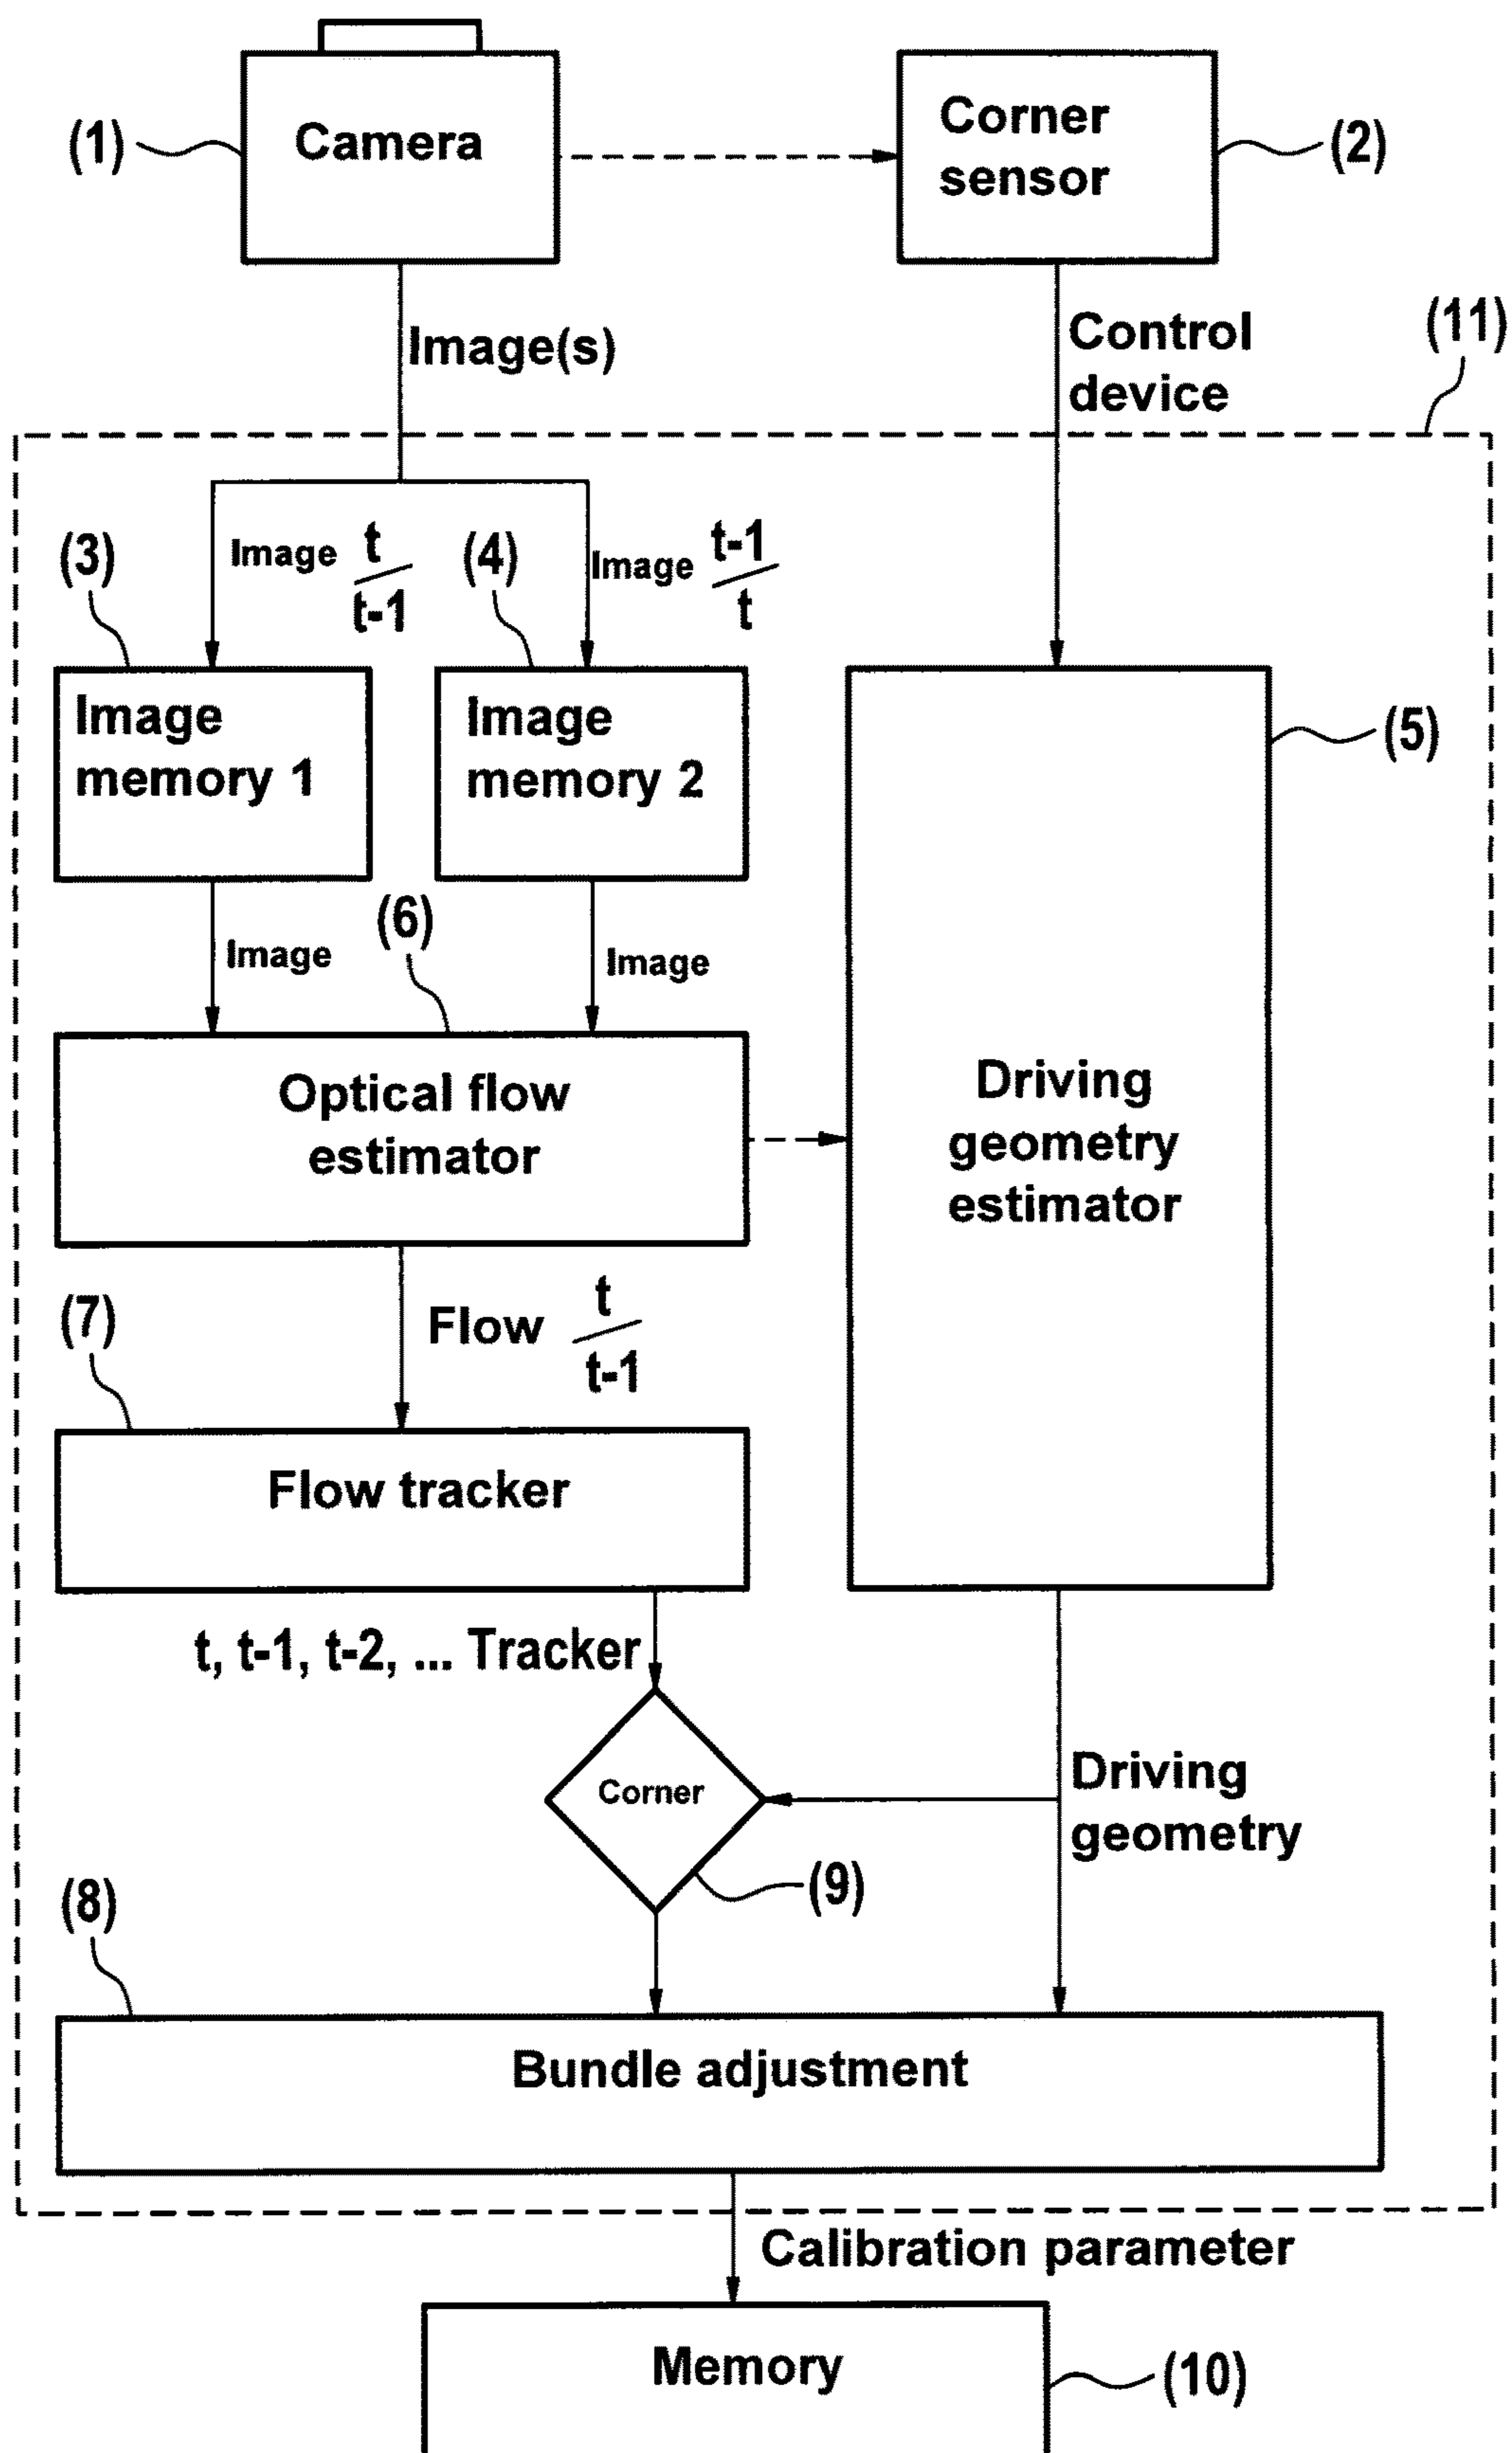 (1)
Camera
Corner
sensor
(2)
Image(s)
Control
device
(11)
(3)
Image t/t-1
(4)
Image t-1/t
Image
memory 1
Image
memory 2
(5)
Image
(6)
Image
Optical flow
estimator
Driving
geometry
estimator
(7)
Flow t/t-1
Flow tracker
t, t-1, t-2, ... Tracker
Corner
Driving
geometry
(9)
(8)
Bundle adjustment
Calibration parameter
Memory
(10)